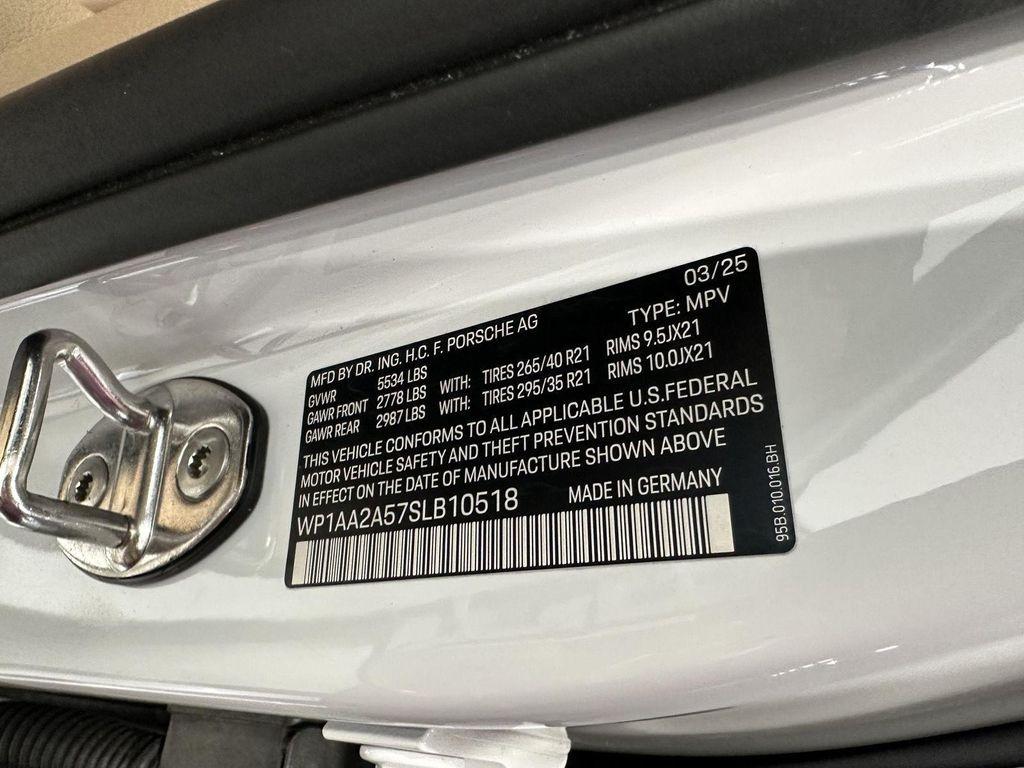 03/25
MFD BY DR. ING. H.C. F. PORSCHE AG
TYPE: MPV
GVWR 5534 LBS
GAWR FRONT 2778 LBS WITH: TIRES 265/40 R21 RIMS 9.5JX21
GAWR REAR 2987 LBS WITH: TIRES 295/35 R21 RIMS 10.0JX21
THIS VEHICLE CONFORMS TO ALL APPLICABLE U.S.FEDERAL
MOTOR VEHICLE SAFETY AND THEFT PREVENTION STANDARDS
IN EFFECT ON THE DATE OF MANUFACTURE SHOWN ABOVE
WP1AA2A57SLB10518 MADE IN GERMANY
95B.010.016.BH